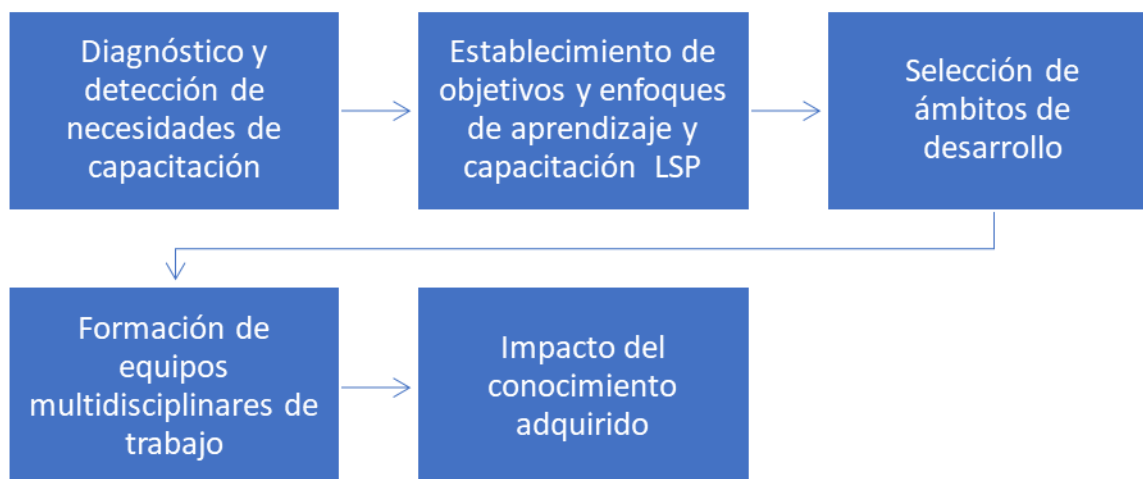 Diagnóstico y
detección de
necesidades de
capacitación
Establecimiento de
objetivos y enfoques
de aprendizaje y
capacitación LSP
Selección de
ámbitos de
desarrollo
Formación de
equipos
multidisciplinares de
trabajo
Impacto del
conocimiento
adquirido